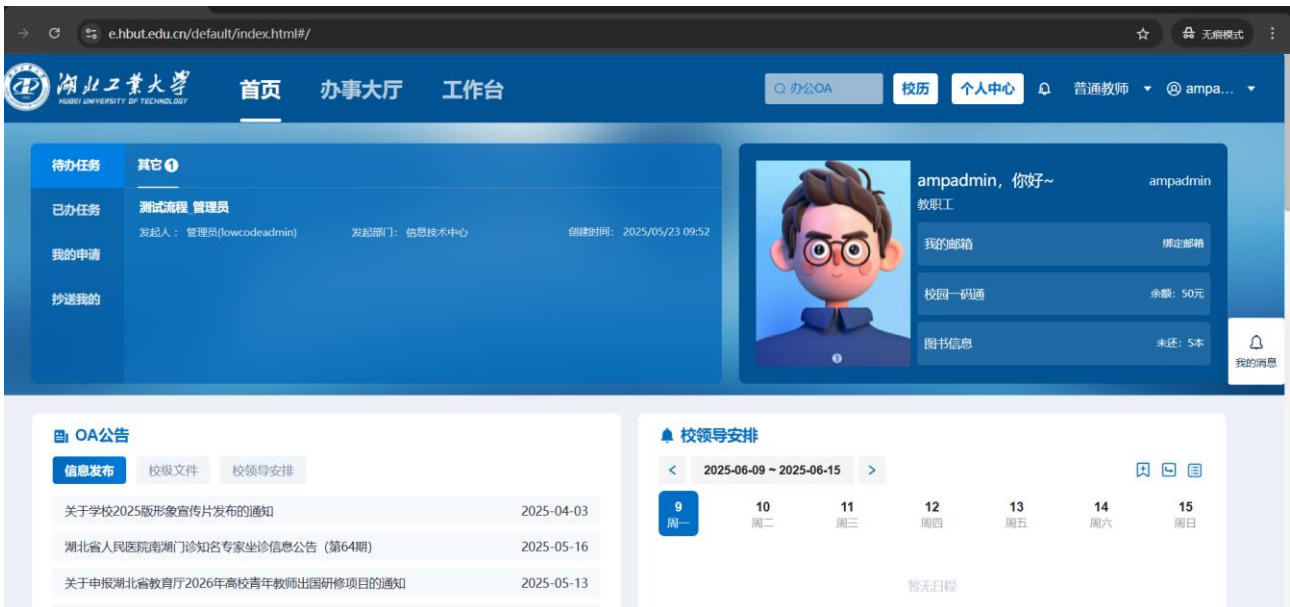 e.hbut.edu.cn/default/index.html#/
无痕模式
湖北工业大学
HUBEI UNIVERSITY OF TECHNOLOGY
首页 办事大厅 工作台
办公OA
校历
个人中心
普通教师
ampa...
待办任务
其它 1
已办任务
我的申请
抄送我的
测试流程_管理员
发起人： 管理员(lowcodeadmin) 发起部门： 信息技术中心 创建时间： 2025/05/23 09:52
ampadmin，你好~ ampadmin
教职工
我的邮箱 绑定邮箱
校园一码通 余额：50元
图书信息 未还：5本
我的消息
OA公告
信息发布 校级文件 校领导安排
关于学校2025版形象宣传片发布的通知 2025-04-03
湖北省人民医院南湖门诊知名专家坐诊信息公告（第64期） 2025-05-16
关于申报湖北省教育厅2026年高校青年教师出国研修项目的通知 2025-05-13
校领导安排
< 2025-06-09 ~ 2025-06-15 >
9 10 11 12 13 14 15
周一 周二 周三 周四 周五 周六 周日
暂无日程